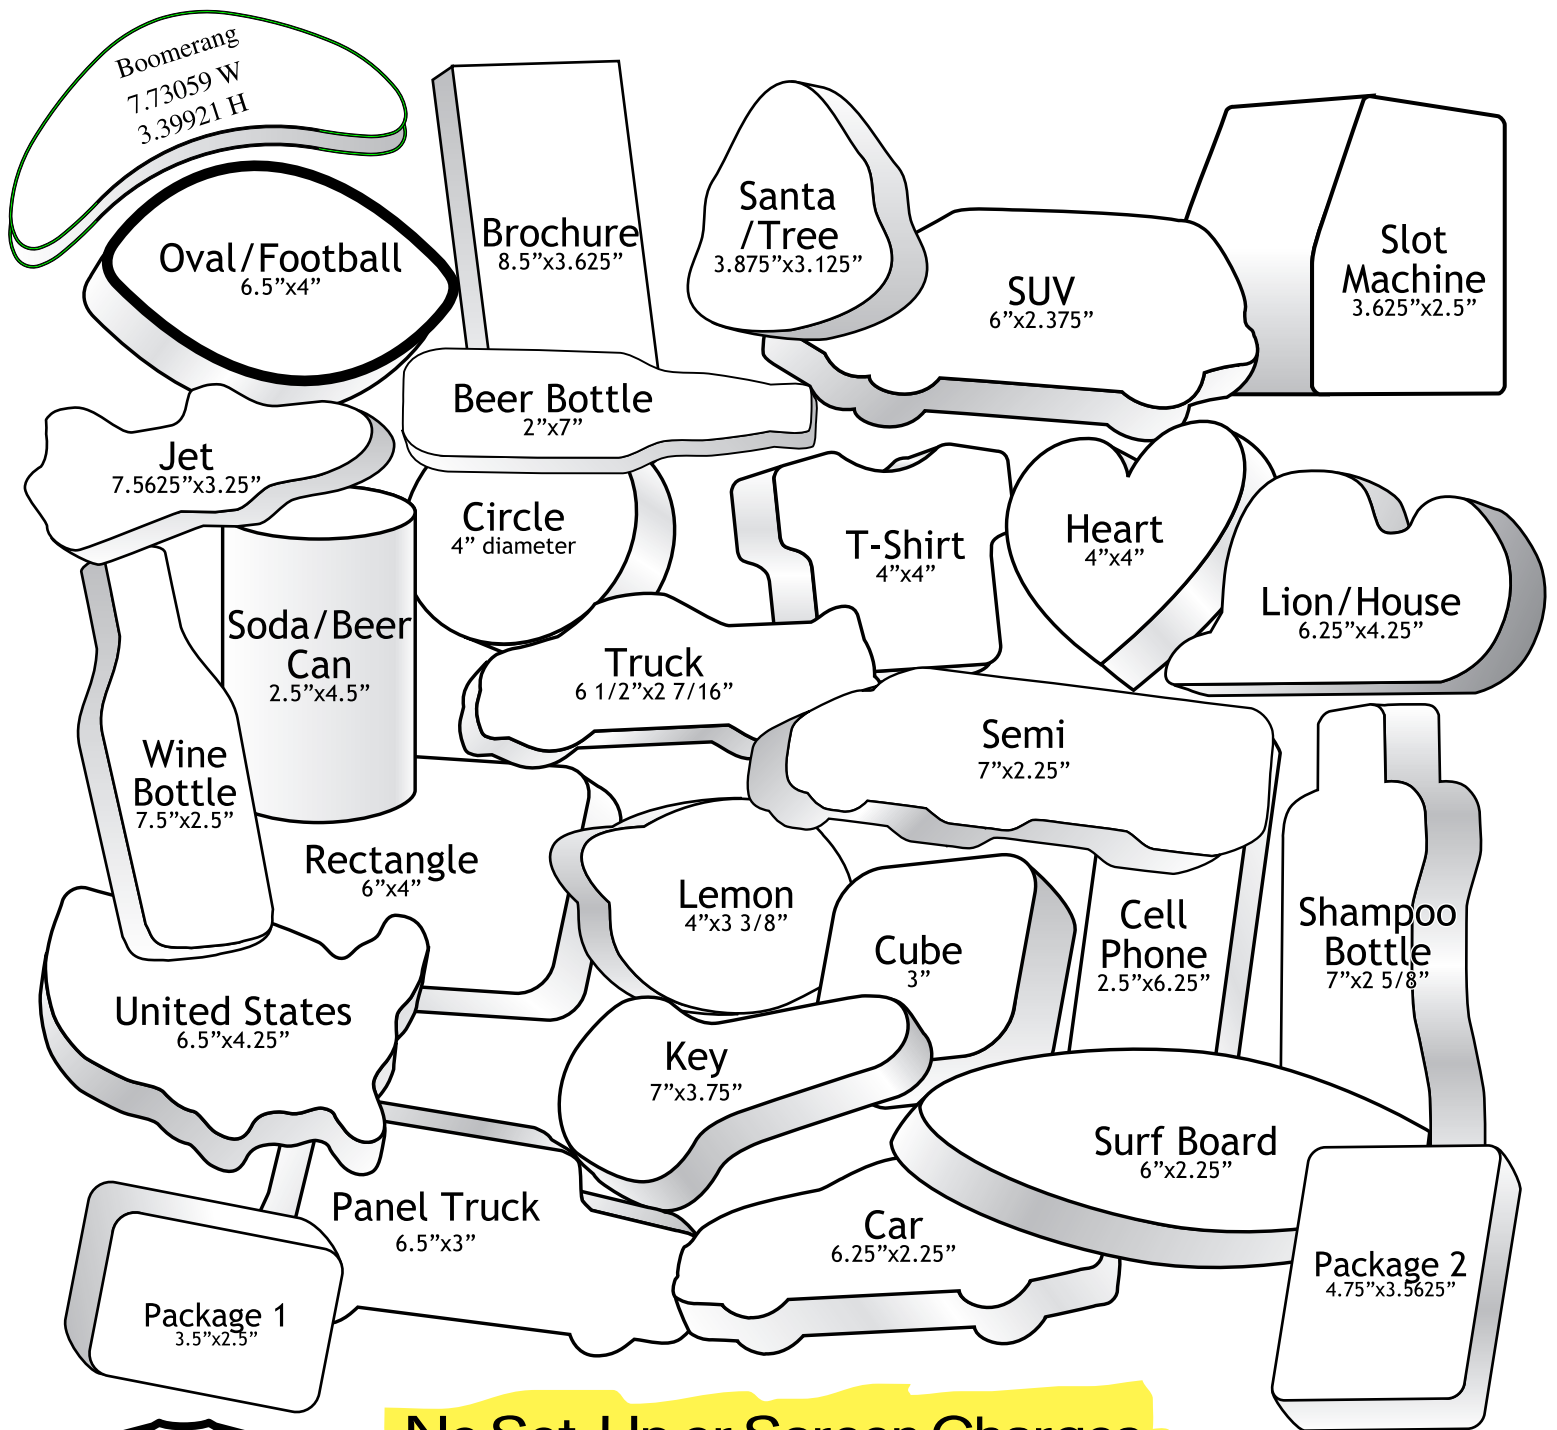 Boomerang
7.73059 W
3.39921 H
Oval/Football
6.5”x4”
Brochure
8.5”x3.625”
Santa
/Tree
3.875”x3.125”
SUV
6”x2.375”
Slot
Machine
3.625”x2.5”
Beer Bottle
2”x7”
Jet
7.5625”x3.25”
Circle
4” diameter
T-Shirt
4”x4”
Heart
4”x4”
Lion/House
6.25”x4.25”
Soda/Beer
Can
2.5”x4.5”
Truck
6 1/2”x2 7/16”
Semi
7”x2.25”
Wine
Bottle
7.5”x2.5”
Rectangle
6”x4”
Lemon
4”x3 3/8”
Cube
3”
Cell
Phone
2.5”x6.25”
Shampoo
Bottle
7”x2 5/8”
United States
6.5”x4.25”
Key
7”x3.75”
Surf Board
6”x2.25”
Panel Truck
6.5”x3”
Car
6.25”x2.25”
Package 2
4.75”x3.5625”
Package 1
3.5”x2.5”
No Set-Up or Screen Charges